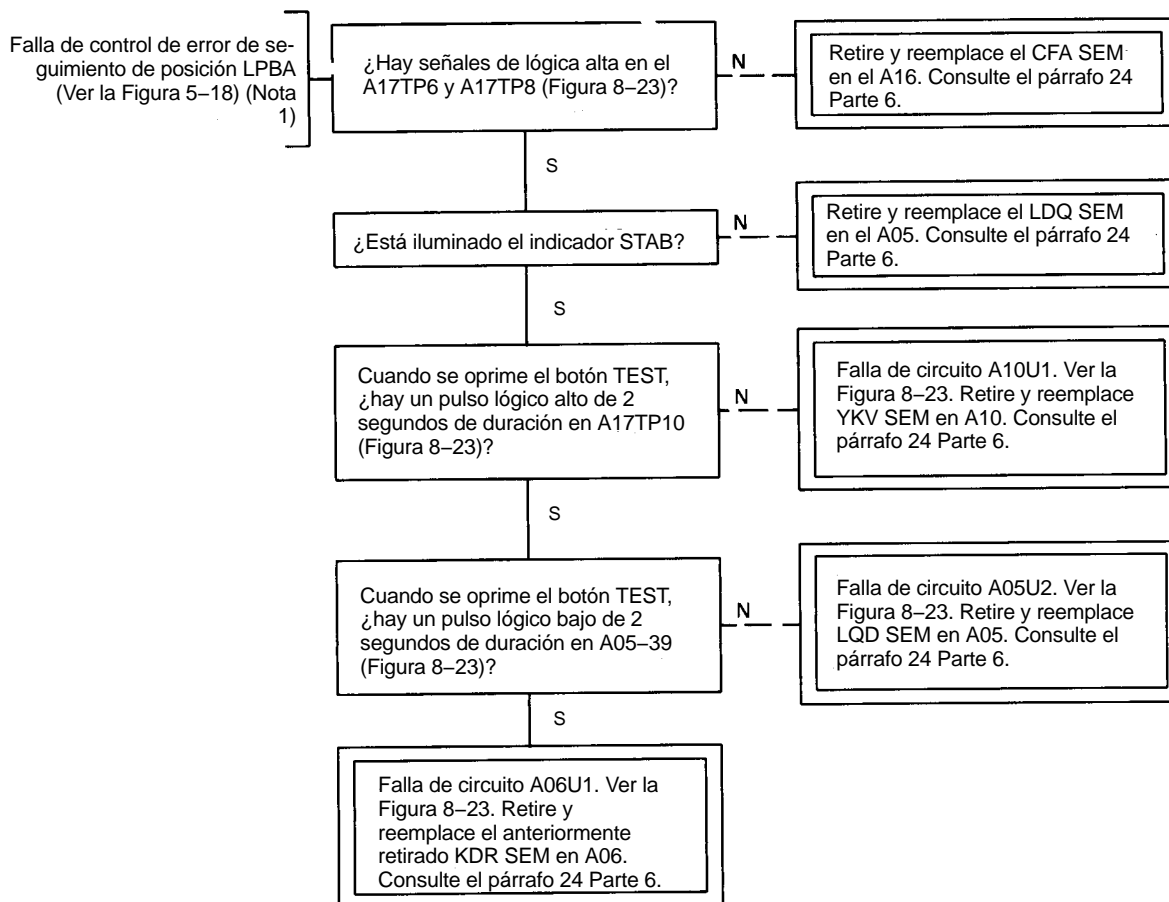 Falla de control de error de se-
guimiento de posición LPBA
(Ver la Figura 5–18) (Nota
1)
¿Hay señales de lógica alta en el
A17TP6 y A17TP8 (Figura 8–23)?
N
Retire y reemplace el CFA SEM
en el A16. Consulte el párrafo 24
Parte 6.
S
¿Está iluminado el indicador STAB?
N
Retire y reemplace el LDQ SEM
en el A05. Consulte el párrafo 24
Parte 6.
S
Cuando se oprime el botón TEST,
¿hay un pulso lógico alto de 2
segundos de duración en A17TP10
(Figura 8–23)?
N
Falla de circuito A10U1. Ver la
Figura 8–23. Retire y reemplace
YKV SEM en A10. Consulte el
párrafo 24 Parte 6.
S
Cuando se oprime el botón TEST,
¿hay un pulso lógico bajo de 2
segundos de duración en A05–39
(Figura 8–23)?
N
Falla de circuito A05U2. Ver la
Figura 8–23. Retire y reemplace
LQD SEM en A05. Consulte el
párrafo 24 Parte 6.
S
Falla de circuito A06U1. Ver la
Figura 8–23. Retire y
reemplace el anteriormente
retirado KDR SEM en A06.
Consulte el párrafo 24 Parte 6.